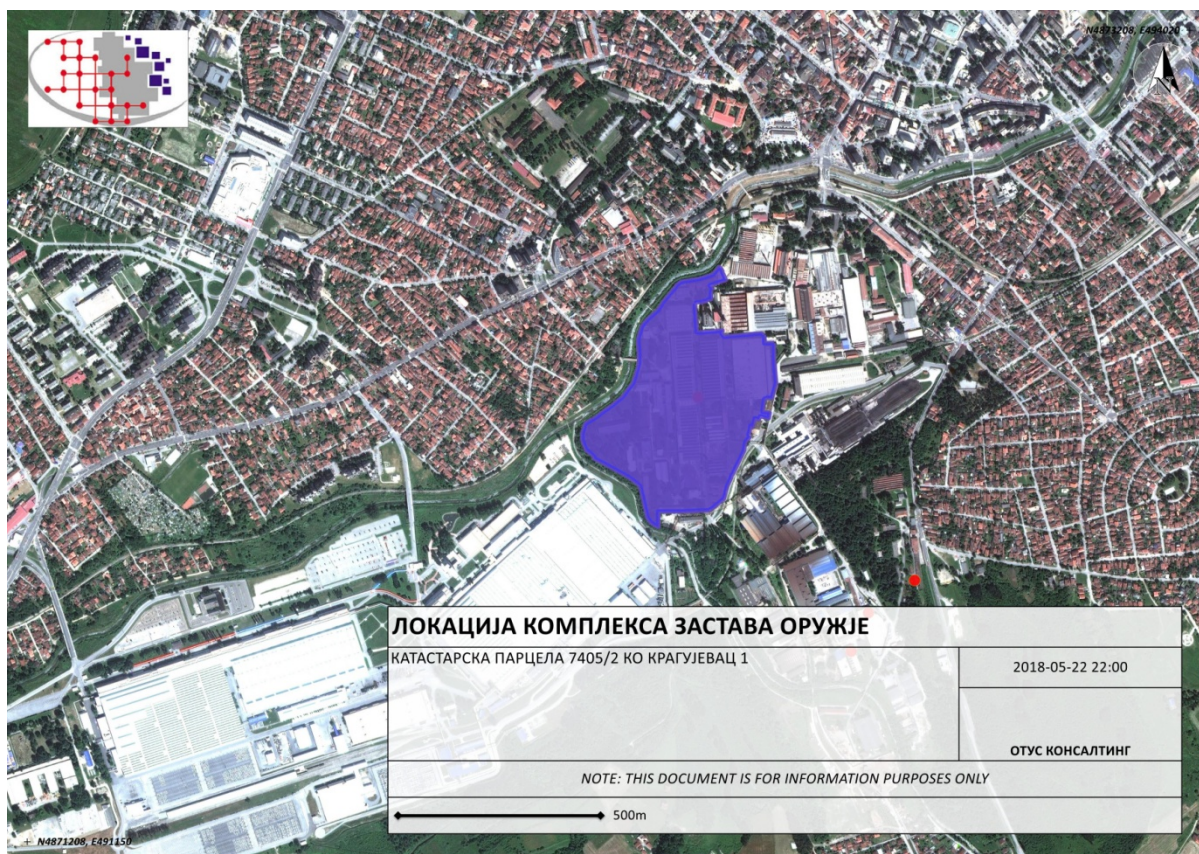 N4873208, E494020
ЛОКАЦИЈА КОМПЛЕКСА ЗАСТАВА ОРУЖЈЕ
КАТАСТАРСКА ПАРЦЕЛА 7405/2 КО КРАГУЈЕВАЦ 1
2018-05-22 22:00
ОТУС КОНСАЛТИНГ
NOTE: THIS DOCUMENT IS FOR INFORMATION PURPOSES ONLY
500m
N4871208, E491150